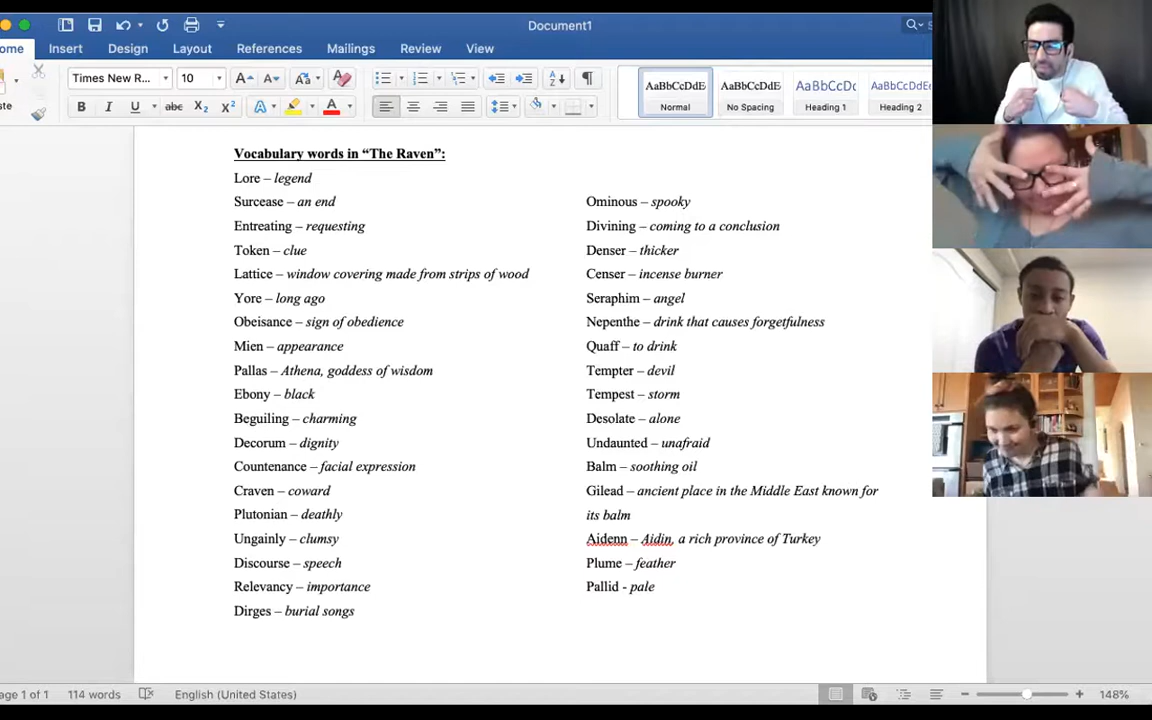 Document1
ome
Insert
Design
Layout
References
Mailings
Review
View
Times New R...
10
AaBbCcDdE
AaBbCcDdE
AaBbCcDc
AaBbCcDdE
Normal
No Spacing
Heading 1
Heading 2
ste
Vocabulary words in “The Raven”:
Lore – legend
Surcease – an end
Entreating – requesting
Token – clue
Lattice – window covering made from strips of wood
Yore – long ago
Obeisance – sign of obedience
Mien – appearance
Pallas – Athena, goddess of wisdom
Ebony – black
Beguiling – charming
Decorum – dignity
Countenance – facial expression
Craven – coward
Plutonian – deathly
Ungainly – clumsy
Discourse – speech
Relevancy – importance
Dirges – burial songs
Ominous – spooky
Divining – coming to a conclusion
Denser – thicker
Censer – incense burner
Seraphim – angel
Nepenthe – drink that causes forgetfulness
Quaff – to drink
Tempter – devil
Tempest – storm
Desolate – alone
Undaunted – unafraid
Balm – soothing oil
Gilead – ancient place in the Middle East known for
its balm
Aidenn – Aidin, a rich province of Turkey
Plume – feather
Pallid - pale
age 1 of 1
114 words
English (United States)
148%